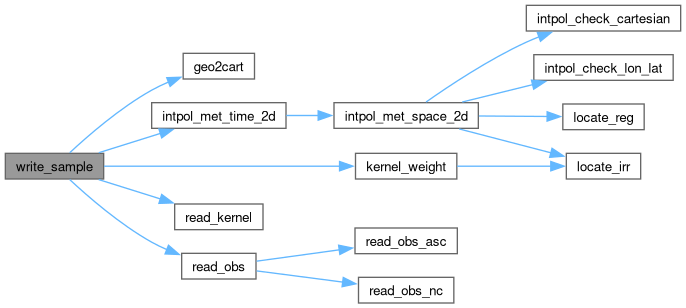 write_sample
geo2cart
intpol_met_time_2d
kernel_weight
read_kernel
read_obs
intpol_met_space_2d
read_obs_asc
read_obs_nc
intpol_check_cartesian
intpol_check_lon_lat
locate_reg
locate_irr